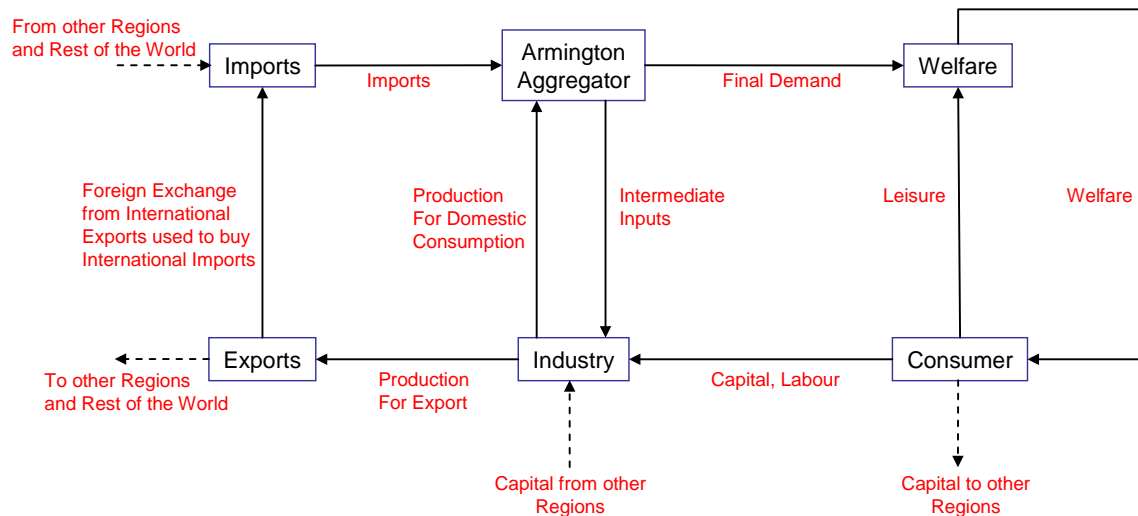 From other Regions
and Rest of the World
Imports
Imports
Armington
Aggregator
Final Demand
Welfare
Foreign Exchange
from International
Exports used to buy
International Imports
Production
For Domestic
Consumption
Intermediate
Inputs
Leisure
Welfare
Exports
To other Regions
and Rest of the World
Production
For Export
Industry
Capital, Labour
Consumer
Capital from other
Regions
Capital to other
Regions